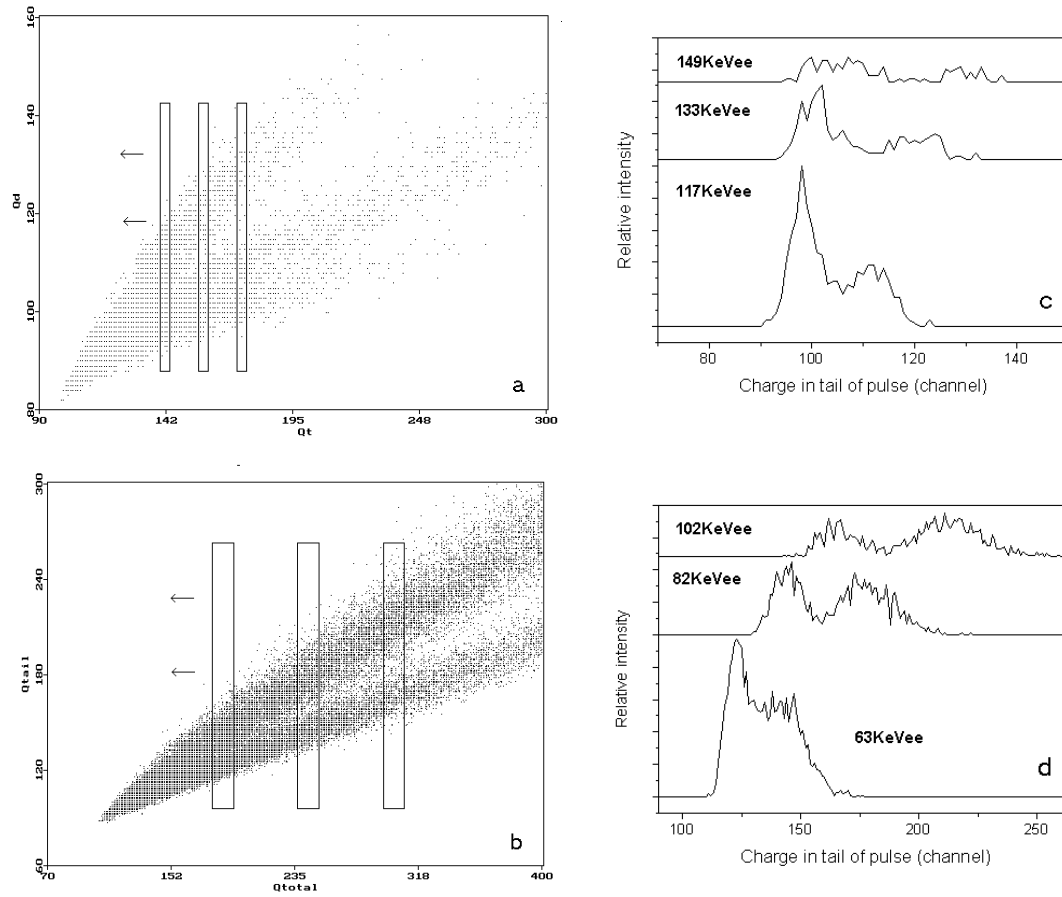 160
140
120
100
80
Qd
90 142 195 248 300
Qt
a
149KeVee
133KeVee
117KeVee
Relative intensity
c
80 100 120 140
Charge in tail of pulse (channel)
300
240
180
120
60
Qtail
70 152 235 318 400
Qtotal
b
102KeVee
82KeVee
63KeVee
Relative intensity
d
100 150 200 250
Charge in tail of pulse (channel)